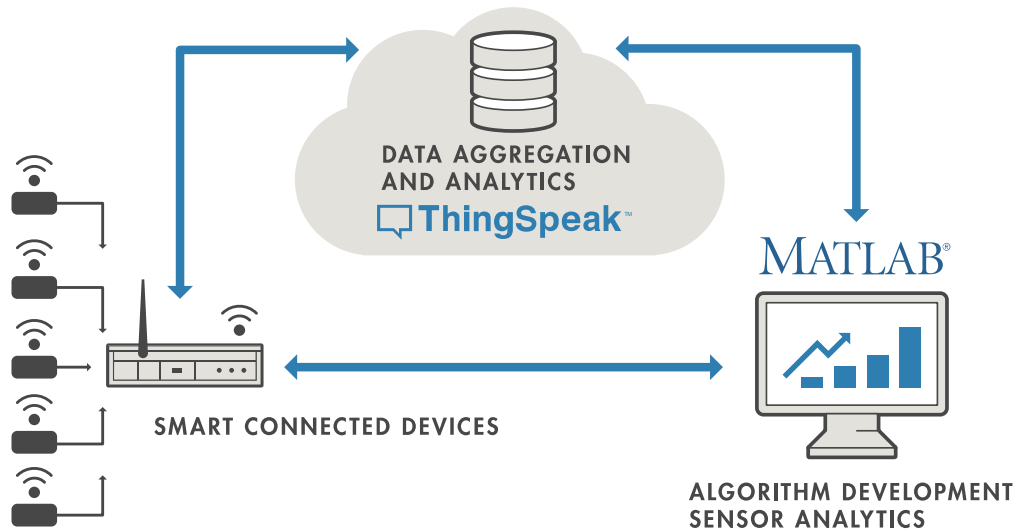 DATA AGGREGATION
AND ANALYTICS
ThingSpeak™
MATLAB®
SMART CONNECTED DEVICES
ALGORITHM DEVELOPMENT
SENSOR ANALYTICS